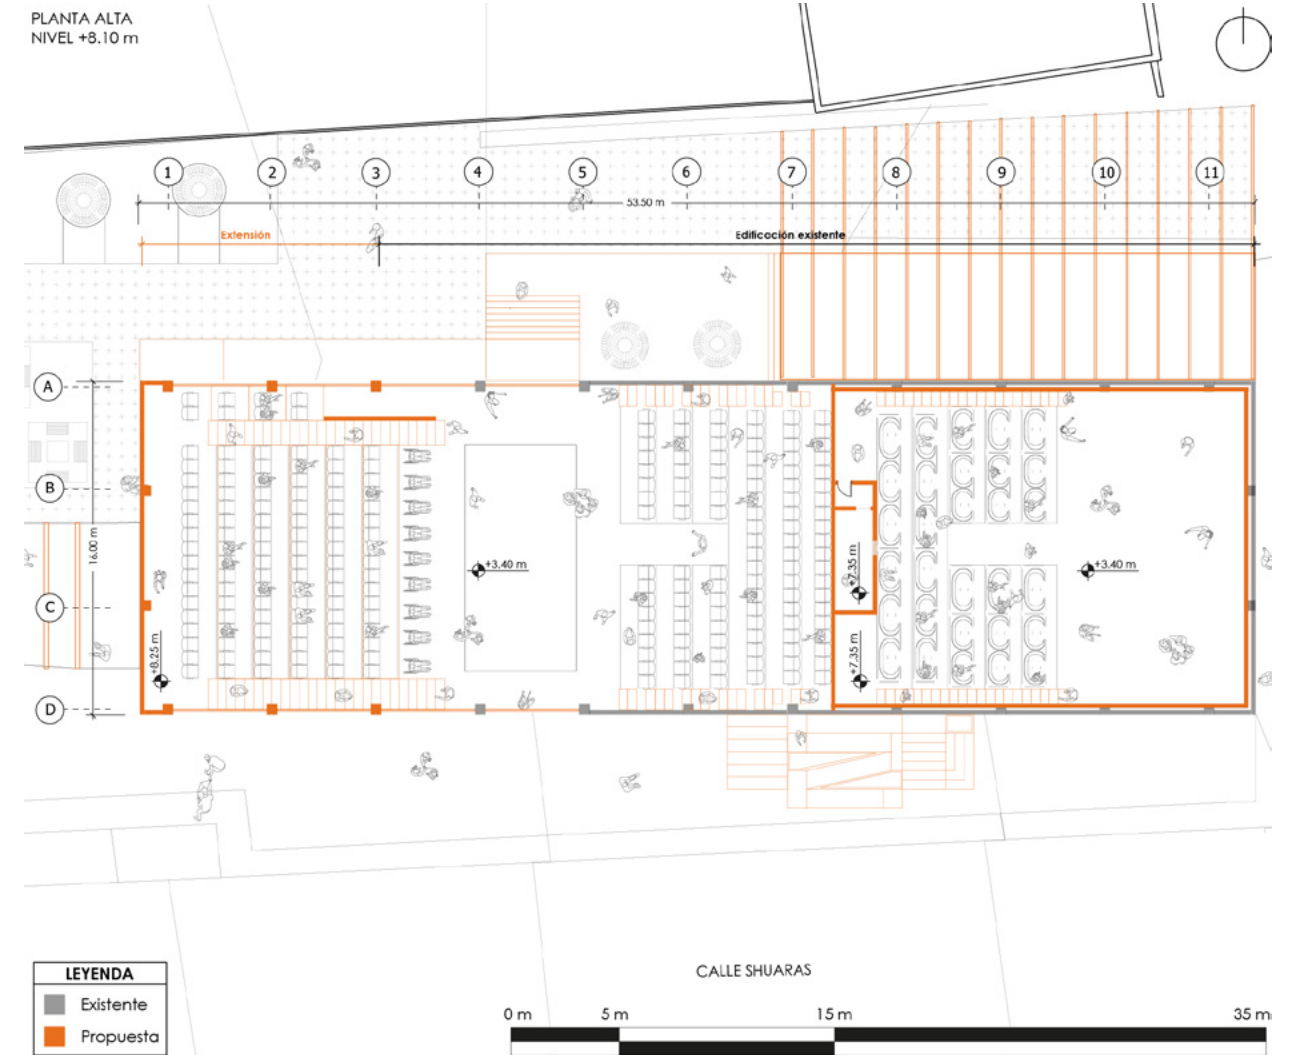 PLANTA ALTA
NIVEL +8.10 m
1 2 3 4 5 6 7 8 9 10 11
53.50 m
Extensión
Edificación existente
A
B
C
D
16.00 m
+3.40 m
+7.35 m
+3.40 m
+8.25 m
+7.35 m
CALLE SHUARAS
LEYENDA
Existente
Propuesta
0 m 5 m 15 m 35 m